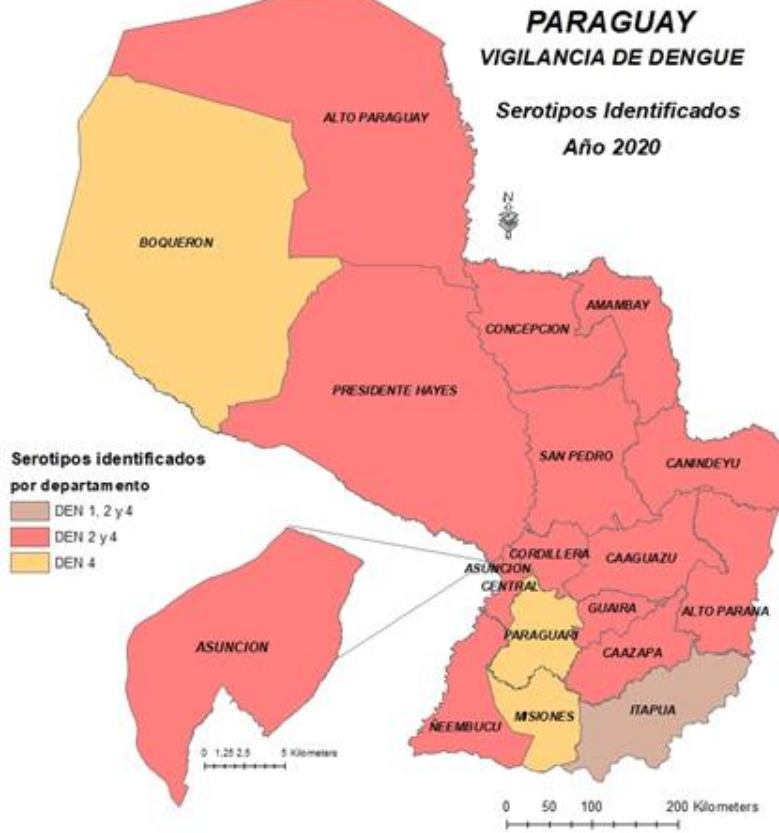 PARAGUAY
VIGILANCIA DE DENGUE
Serotipos Identificados
Año 2020
N
ALTO PARAGUAY
BOQUERON
CONCEPCION
AMAMBAY
PRESIDENTE HAYES
SAN PEDRO
CANINDEYU
Serotipos identificados
por departamento
DEN 1, 2 y 4
DEN 2 y 4
DEN 4
CORDILLERA
CAAGUAZU
ASUNCION
CENTRAL
GUAIRA
ALTO PARANA
PARAGUARI
CAAZAPA
ASUNCION
ITAPUA
MISIONES
ÑEEMBUCU
0 1,25 2,5 5 Kilometers
0 50 100 200 Kilometers